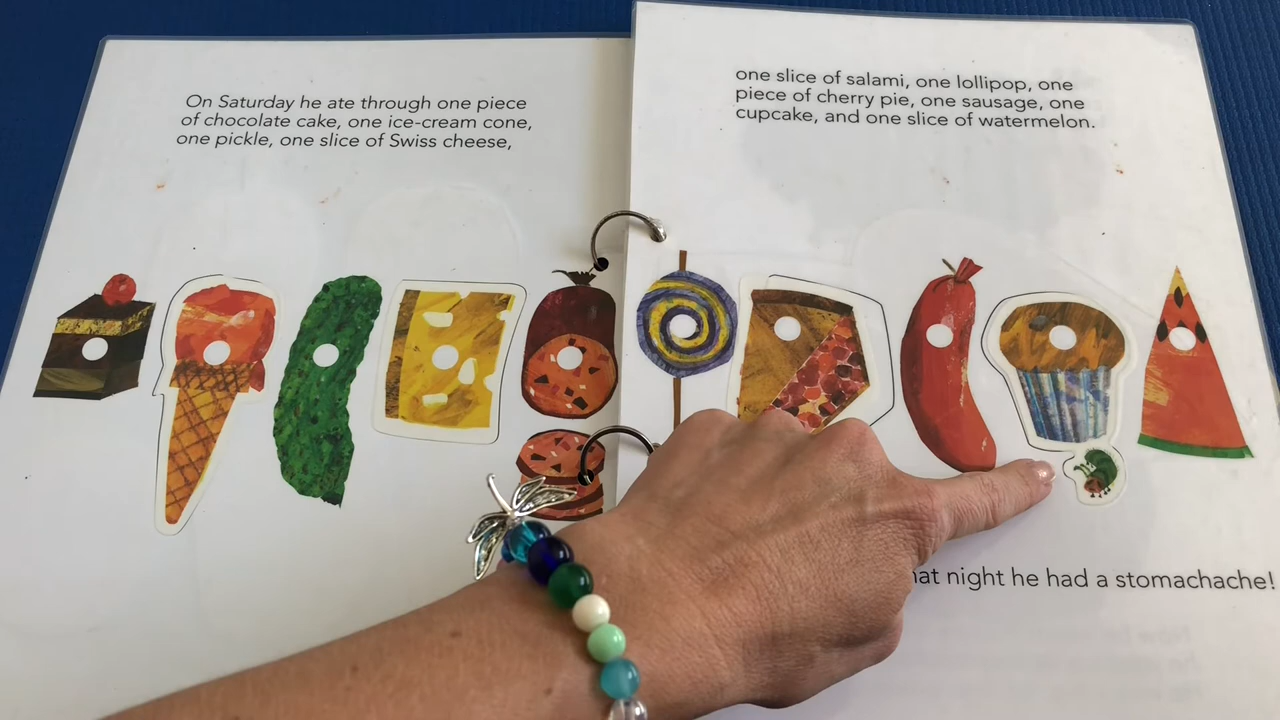 On Saturday he ate through one piece
of chocolate cake, one ice-cream cone,
one pickle, one slice of Swiss cheese,
one slice of salami, one lollipop, one
piece of cherry pie, one sausage, one
cupcake, and one slice of watermelon.
night he had a stomachache!